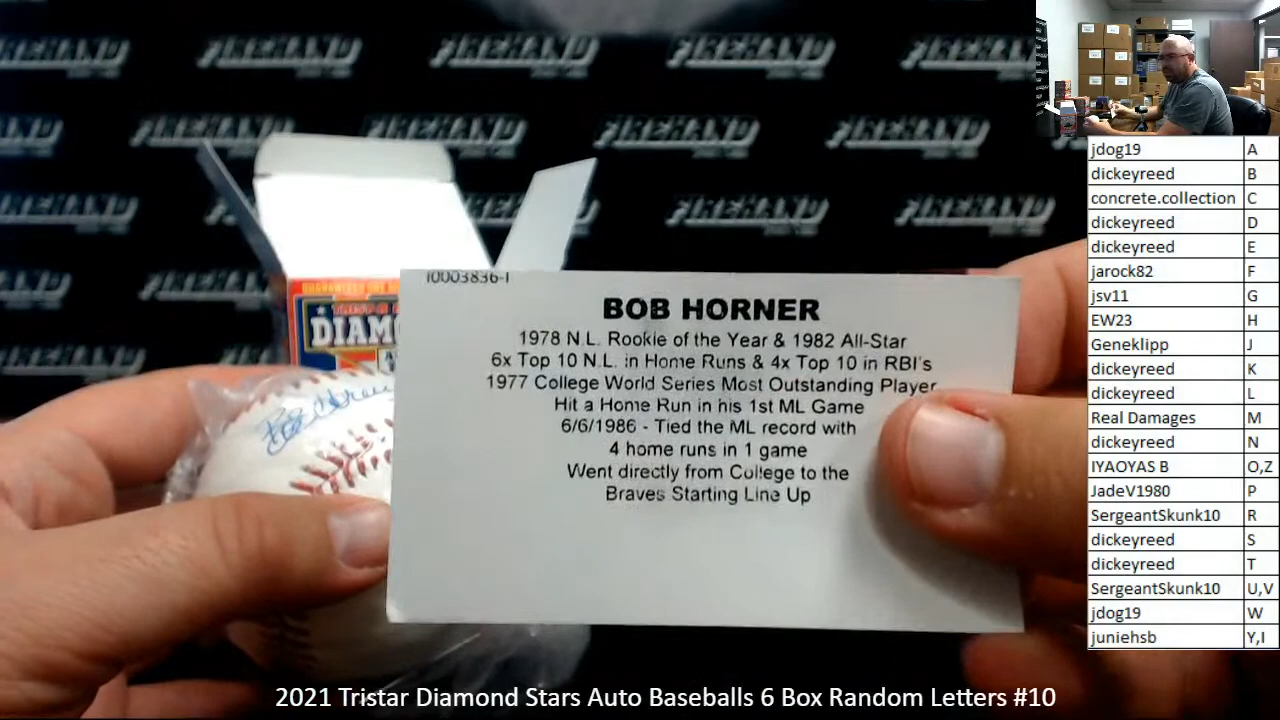 FIREHAND
I0003836-1
BOB HORNER
1978 N.L. Rookie of the Year & 1982 All-Star
6x Top 10 N.L. in Home Runs & 4x Top 10 in RBI's
1977 College World Series Most Outstanding Player
Hit a Home Run in his 1st ML Game
6/6/1986 - Tied the ML record with
4 home runs in 1 game
Went directly from College to the
Braves Starting Line Up
DIAMO
jdog19 A
dickeyreed B
concrete.collection C
dickeyreed D
dickeyreed E
jarock82 F
jsv11 G
EW23 H
Geneklipp J
dickeyreed K
dickeyreed L
Real Damages M
dickeyreed N
IYAOYAS B O,Z
JadeV1980 P
SergeantSkunk10 R
dickeyreed S
dickeyreed T
SergeantSkunk10 U,V
jdog19 W
juniehsb Y,I
2021 Tristar Diamond Stars Auto Baseballs 6 Box Random Letters #10